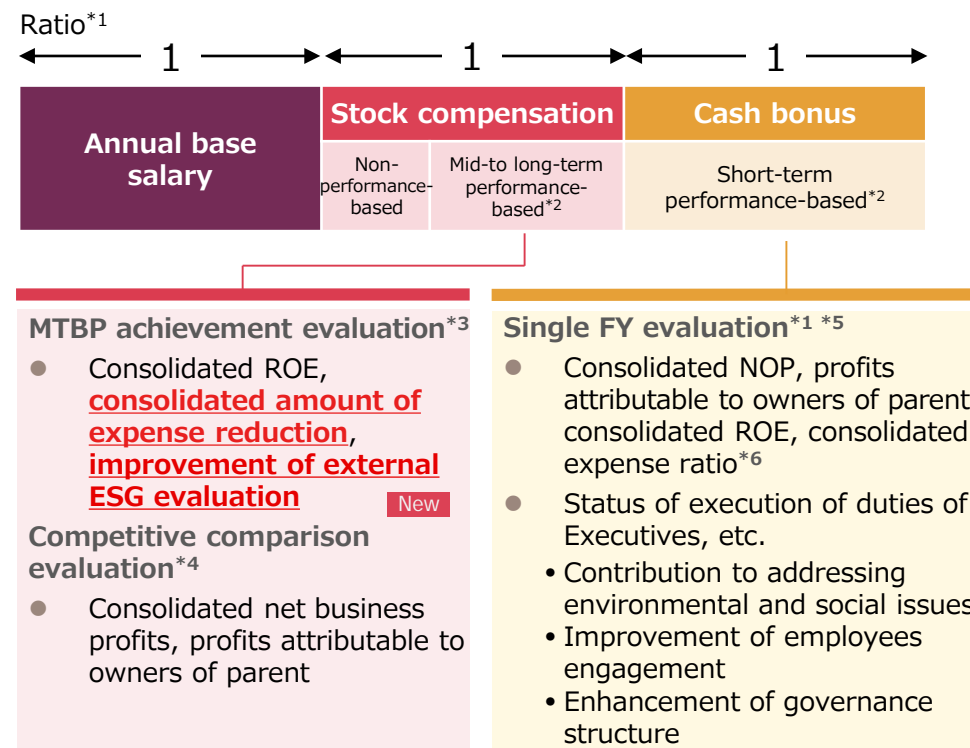 Ratio*1
1 1 1
Annual base
salary
Stock compensation
Non-
performance-
based
Mid-to long-term
performance-
based*2
Cash bonus
Short-term
performance-based*2
MTBP achievement evaluation*3
● Consolidated ROE,
consolidated amount of
expense reduction,
improvement of external
ESG evaluation New
Competitive comparison
evaluation*4
● Consolidated net business
profits, profits attributable to
owners of parent
Single FY evaluation*1 *5
● Consolidated NOP, profits
attributable to owners of parent
consolidated ROE, consolidated
expense ratio*6
● Status of execution of duties of
Executives, etc.
• Contribution to addressing
environmental and social issues
• Improvement of employees
engagement
• Enhancement of governance
structure